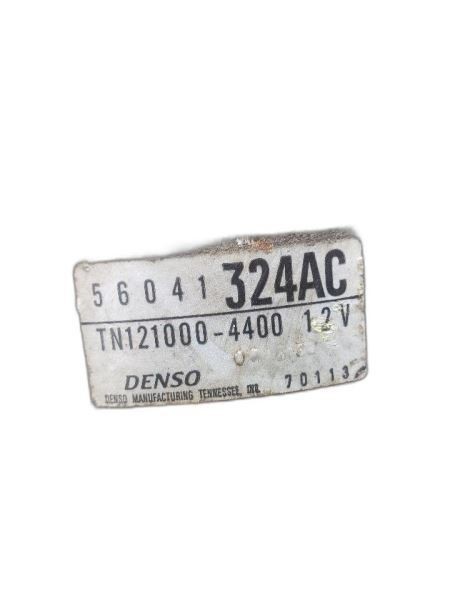 56041 324AC
TN121000-4400 12V
DENSO
DENSO MANUFACTURING TENNESSEE, INC. 70113